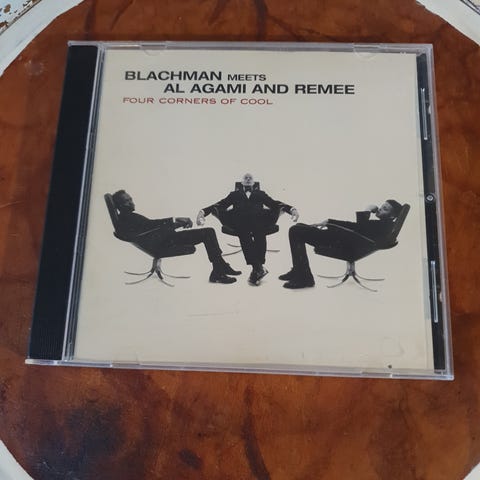 BLACHMAN MEETS
AL AGAMI AND REMEE
FOUR CORNERS OF COOL